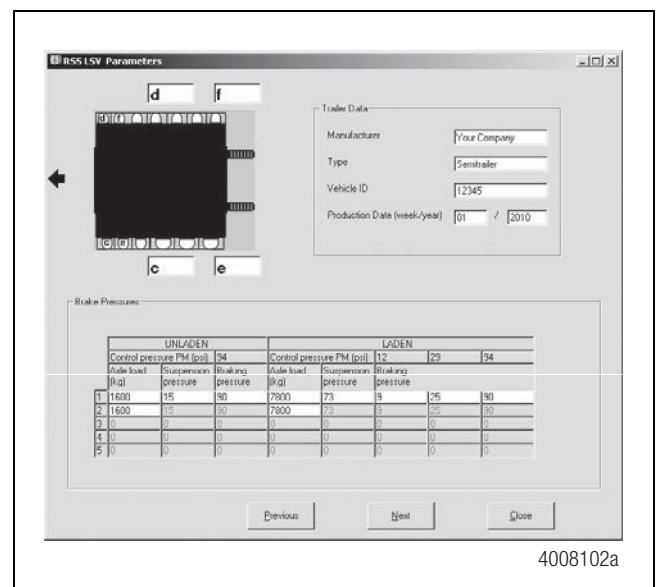 RSS LSV Parameters
d f
d f
c e
c e
Trailer Data
Manufacturer Your Company
Type Semitrailer
Vehicle ID 12345
Production Date (week/year) 01 / 2010
Brake Pressures
UNLADEN LADEN
Control pressure PM (psi) 94 Control pressure PM (psi) 12 29 94
Axle load (kg) Suspension pressure Braking pressure Axle load (kg) Suspension pressure Braking pressure
1 1600 15 90 7800 73 9 25 90
2 1600 15 90 7800 73 9 25 90
3 0 0 0 0 0 0 0 0
4 0 0 0 0 0 0 0 0
5 0 0 0 0 0 0 0 0
Previous Next Close
4008102a